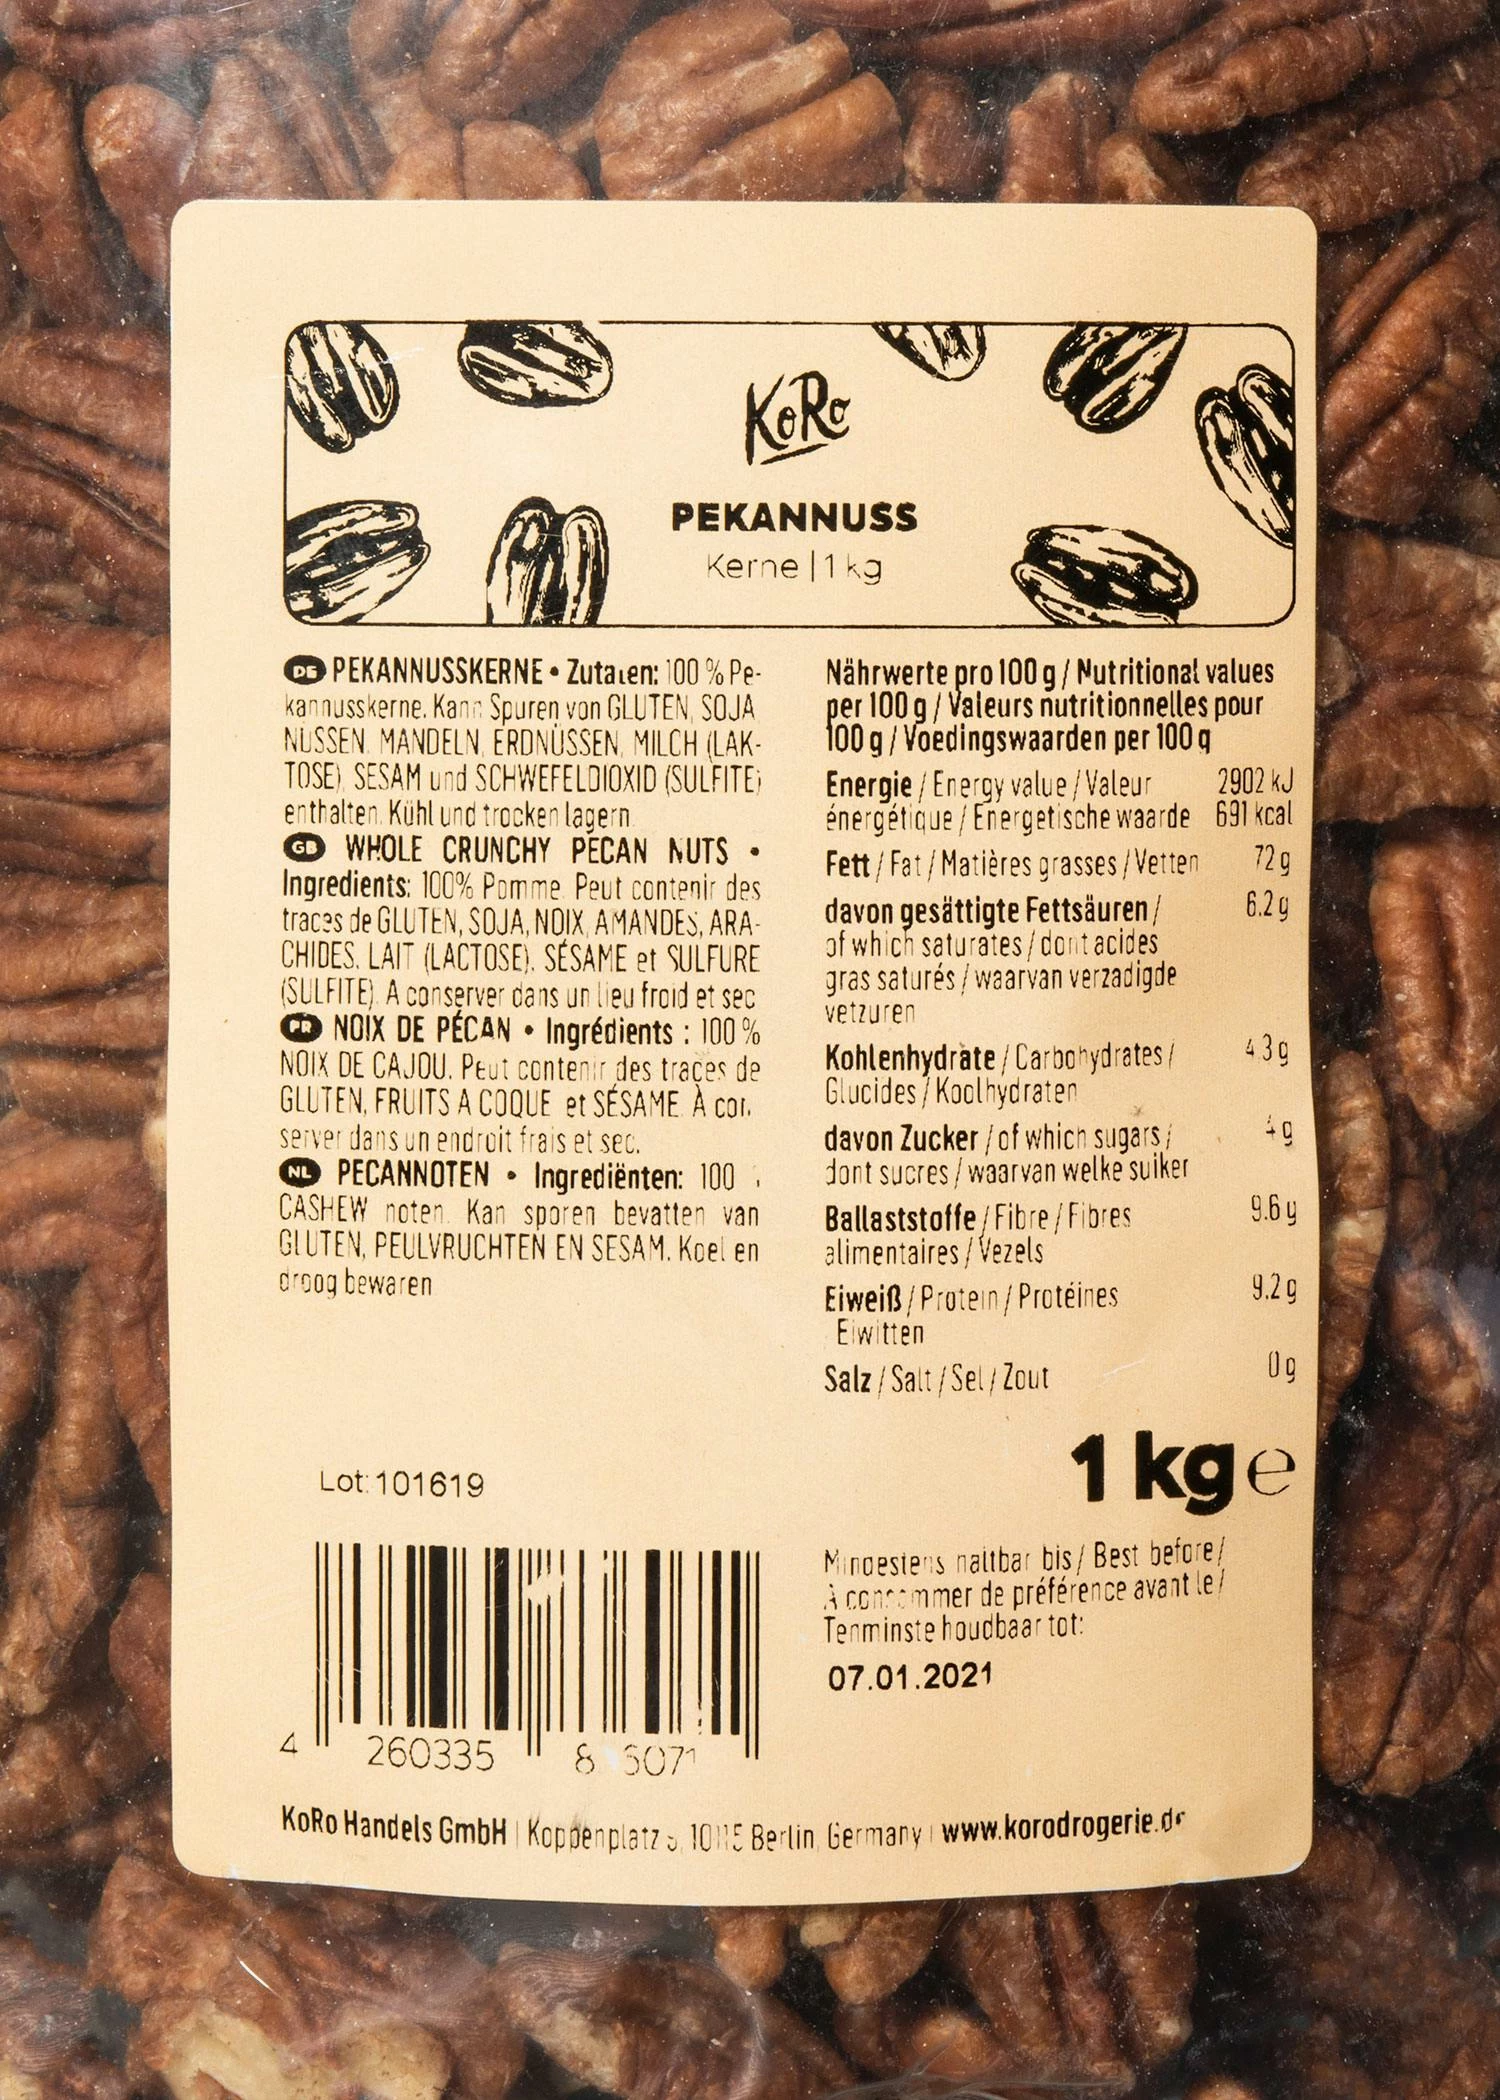 KoRo
PEKANNUSS
Kerne | 1 kg
DE PEKANNUSSKERNE • Zutaten: 100 % Pe-
kannusskerne. Kann Spuren von GLUTEN, SOJA
NÜSSEN, MANDELN, ERDNÜSSEN, MILCH (LAK-
TOSE), SESAM und SCHWEFELDIOXID (SULFITE)
enthalten. Kühl und trocken lagern.
GB WHOLE CRUNCHY PECAN NUTS •
Ingredients: 100% Pomme. Peut contenir des
traces de GLUTEN, SOJA, NOIX, AMANDES, ARA-
CHIDES, LAIT (LACTOSE), SÉSAME et SULFURE
(SULFITE). A conserver dans un lieu froid et sec
FR NOIX DE PÉCAN • Ingrédients : 100 %
NOIX DE CAJOU. Peut contenir des traces de
GLUTEN, FRUITS A COQUE et SÉSAME. À con-
server dans un endroit frais et sec.
NL PECANNOTEN • Ingrediënten: 100
CASHEW noten. Kan sporen bevatten van
GLUTEN, PEULVRUCHTEN EN SESAM. Koel en
droog bewaren
Nährwerte pro 100 g / Nutritional values
per 100 g / Valeurs nutritionnelles pour
100 g / Voedingswaarden per 100 g
Energie / Energy value / Valeur 2902 kJ
énergétique / Energetische waarde 691 kcal
Fett / Fat / Matières grasses / Vetten 72 g
davon gesättigte Fettsäuren / 6.2 g
of which saturates / dont acides
gras saturés / waarvan verzadigde
vetzuren
Kohlenhydrate / Carbohydrates / 4.3 g
Glucides / Koolhydraten
davon Zucker / of which sugars / 4 g
dont sucres / waarvan welke suiker
Ballaststoffe / Fibre / Fibres 9.6 g
alimentaires / Vezels
Eiweiß / Protein / Protéines 9.2 g
Eiwitten
Salz / Salt / Sel / Zout 0 g
1 kg e
Lot: 101619
Mindestens haltbar bis / Best before /
À consommer de préférence avant le /
Tenminste houdbaar tot:
07.01.2021
4 260335
KoRo Handels GmbH | Koppenplatz 10115 Berlin, Germany | www.korodrogerie.de